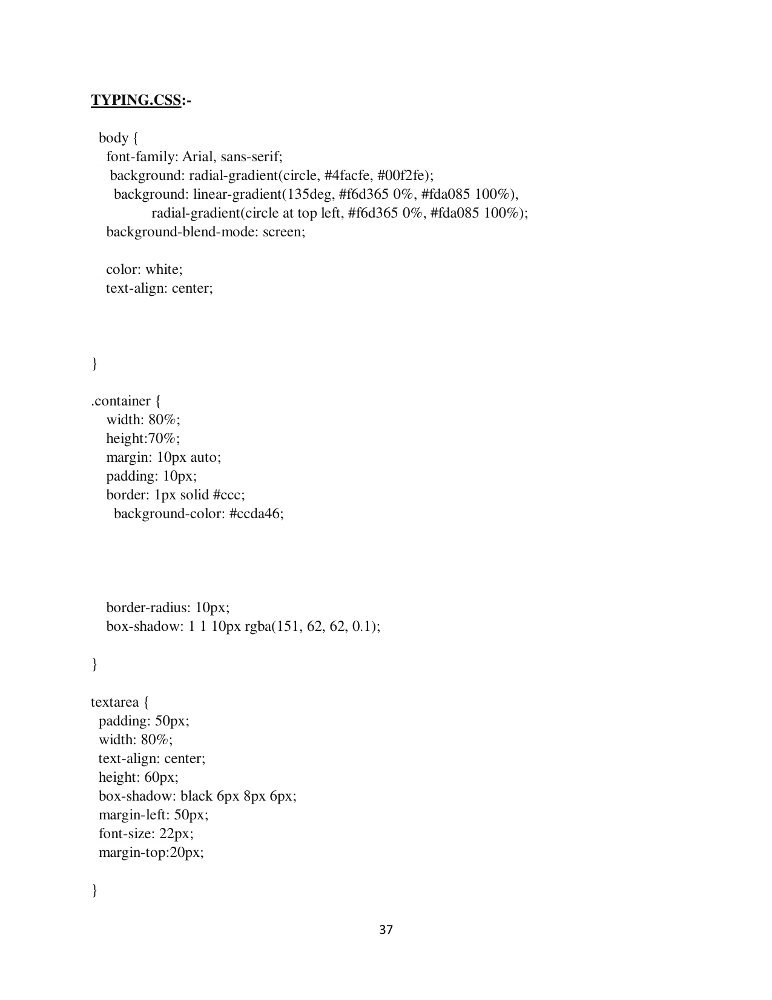 TYPING.CSS:-
body {
font-family: Arial, sans-serif;
background: radial-gradient(circle, #4facfe, #00f2fe);
background: linear-gradient(135deg, #f6d365 0%, #fda085 100%),
radial-gradient(circle at top left, #f6d365 0%, #fda085 100%);
background-blend-mode: screen;
color: white;
text-align: center;
}
.container {
width: 80%;
height:70%;
margin: 10px auto;
padding: 10px;
border: 1px solid #ccc;
background-color: #ccda46;
border-radius: 10px;
box-shadow: 1 1 10px rgba(151, 62, 62, 0.1);
}
textarea {
padding: 50px;
width: 80%;
text-align: center;
height: 60px;
box-shadow: black 6px 8px 6px;
margin-left: 50px;
font-size: 22px;
margin-top:20px;
}
37